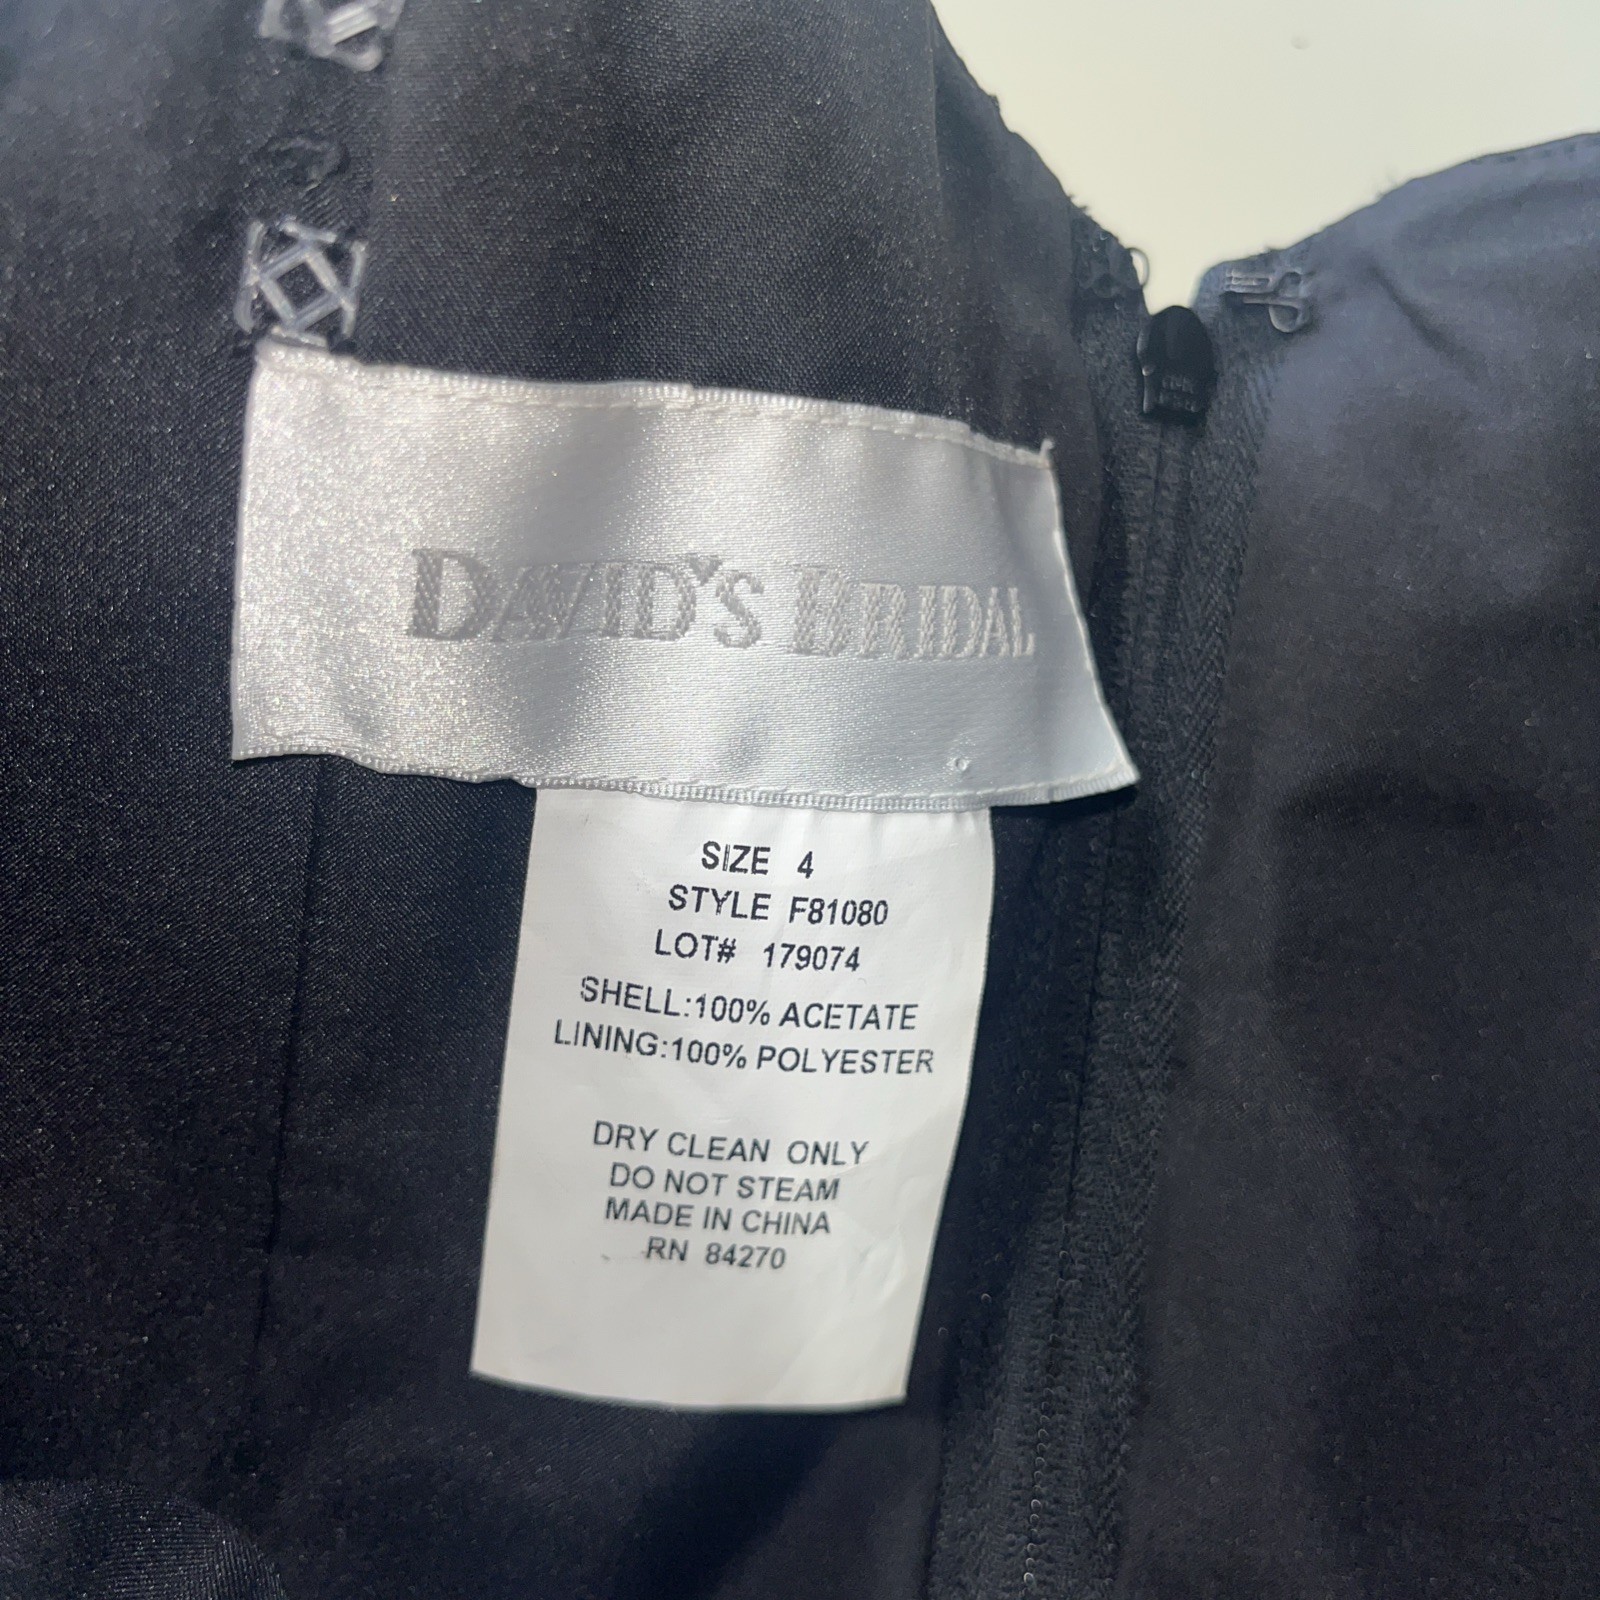 DAVID'S BRIDAL
SIZE 4
STYLE F81080
LOT# 179074
SHELL:100% ACETATE
LINING:100% POLYESTER
DRY CLEAN ONLY
DO NOT STEAM
MADE IN CHINA
RN 84270